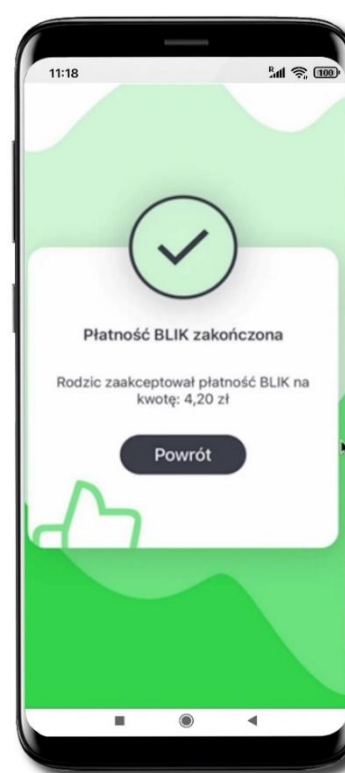 11:18
R
100
Płatność BLIK zakończona
Rodzic zaakceptował płatność BLIK na
kwotę: 4,20 zł
Powrót